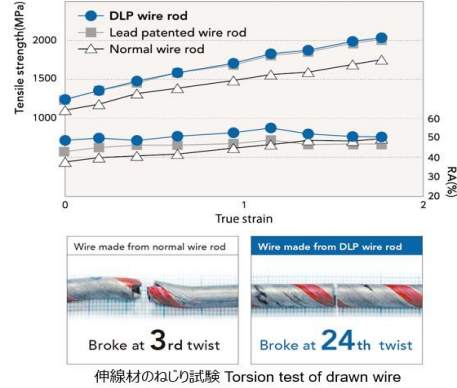 DLP wire rod
Lead patented wire rod
Normal wire rod
Tensile strength(MPa)
2000
1500
1000
60
50
40
30
20
RA(%)
0
1
2
True strain
Wire made from normal wire rod
Broke at 3rd twist
Wire made from DLP wire rod
Broke at 24th twist
伸線材のねじり試験 Torsion test of drawn wire